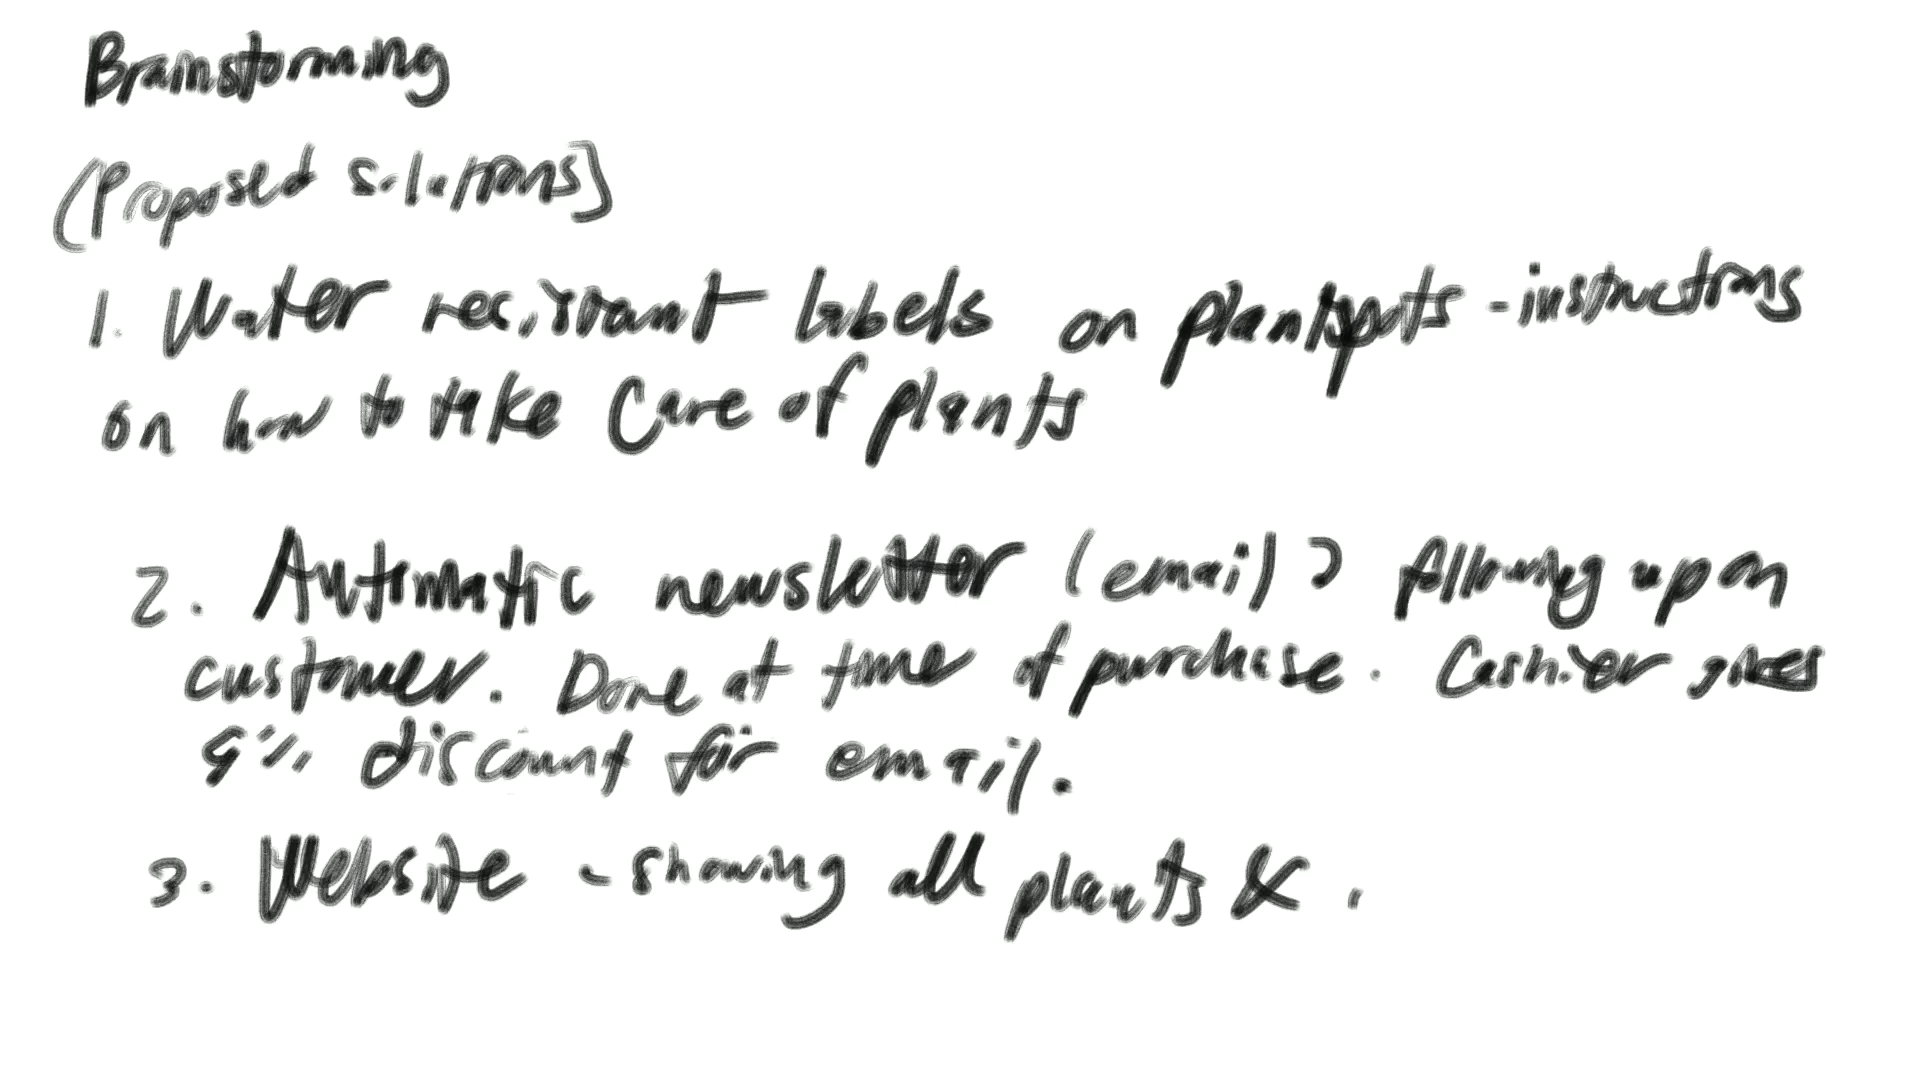 Brainstorming
(Proposed solutions)
1. Water resistant labels on plant pots - instructions
on how to take care of plants
2. Automatic newsletter (email) following up on
customer. Done at time of purchase. Cashier gives
5% discount for email.
3. Website - showing all plants &